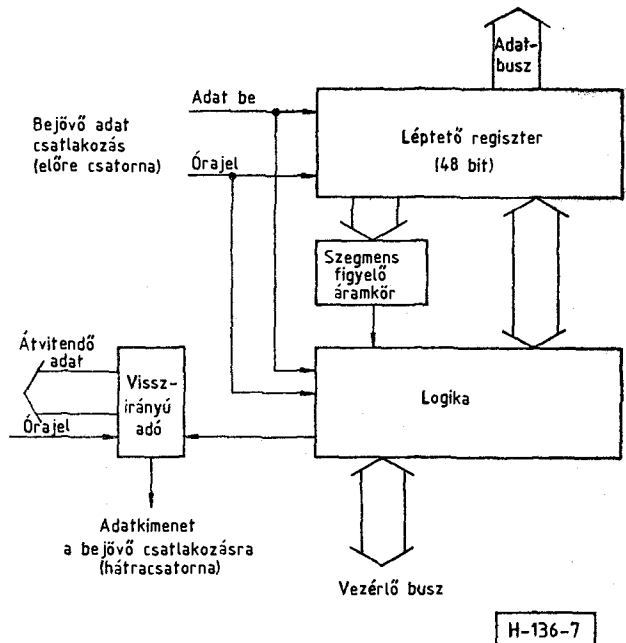 Adat-
busz
Adat be
Bejövő adat
csatlakozás
(előre csatorna)
Órajel
Léptető regiszter
(48 bit)
Szegmens
figyelő
áramkör
Átvitendő
adat
Órajel
Vissz-
irányú
adó
Logika
Adatkimenet
a bejövő csatlakozásra
(hátracsatorna)
Vezérlő busz
H-136-7